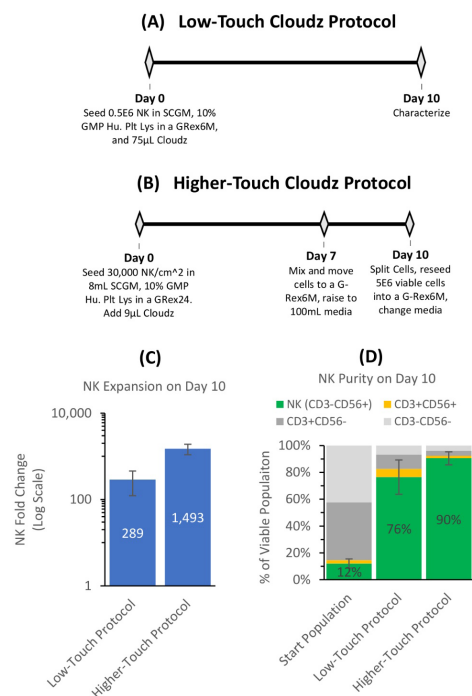 (A) Low-Touch Cloudz Protocol
Day 0
Seed 0.5E6 NK in SCGM, 10%
GMP Hu. Plt Lys in a GRex6M,
and 75µL Cloudz
Day 10
Characterize
(B) Higher-Touch Cloudz Protocol
Day 0
Seed 30,000 NK/cm^2 in
8mL SCGM, 10% GMP
Hu. Plt Lys in a GRex24.
Add 9µL Cloudz
Day 7
Mix and move
cells to a G-
Rex6M, raise to
100mL media
Day 10
Split Cells, reseed
5E6 viable cells
into a G-Rex6M,
change media
(C)
NK Expansion on Day 10
NK Fold Change
(Log Scale)
10,000
100
1
289
1,493
Low-Touch Protocol
Higher-Touch Protocol
(D)
NK Purity on Day 10
NK (CD3-CD56+)
CD3+CD56+
CD3+CD56-
CD3-CD56-
% of Viable Populaiton
100%
80%
60%
40%
20%
0%
12%
76%
90%
Start Population
Low-Touch Protocol
Higher-Touch Protocol